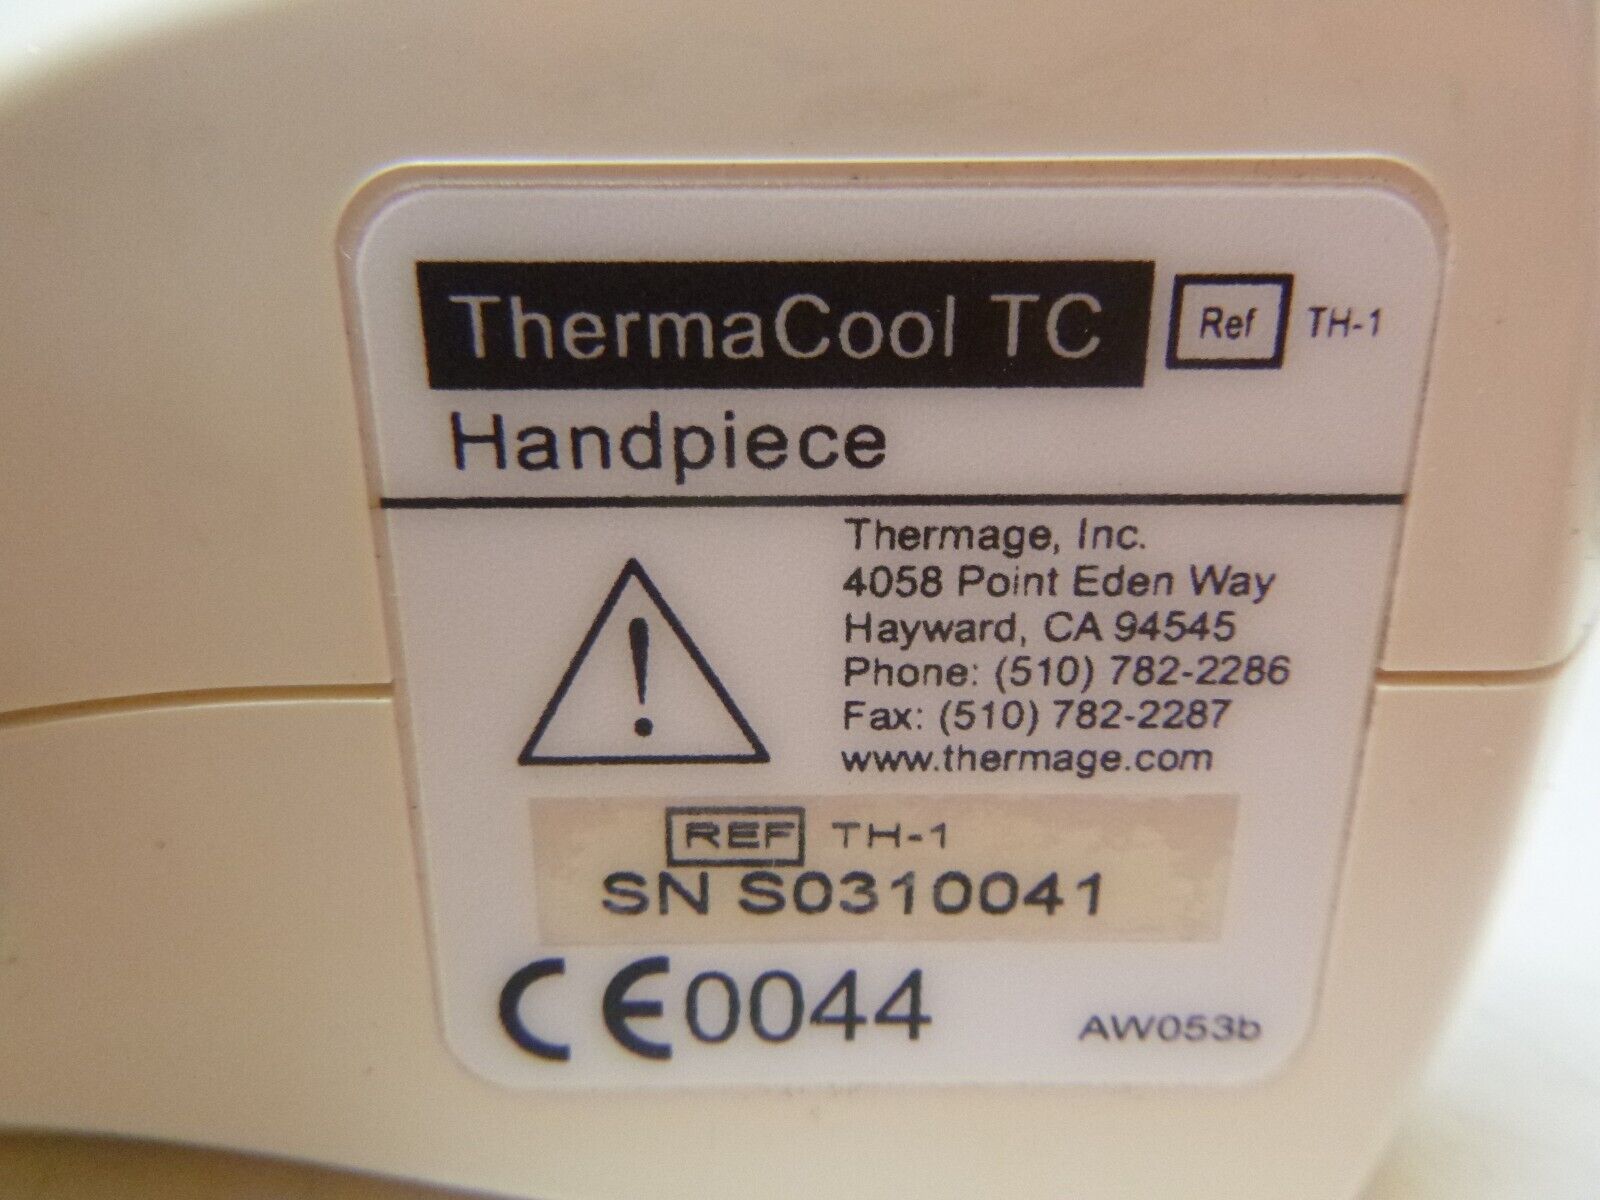 ThermaCool TC Ref TH-1
Handpiece
Thermage, Inc.
4058 Point Eden Way
Hayward, CA 94545
Phone: (510) 782-2286
Fax: (510) 782-2287
www.thermage.com
!
REF TH-1
SN S0310041
CE0044 AW053b